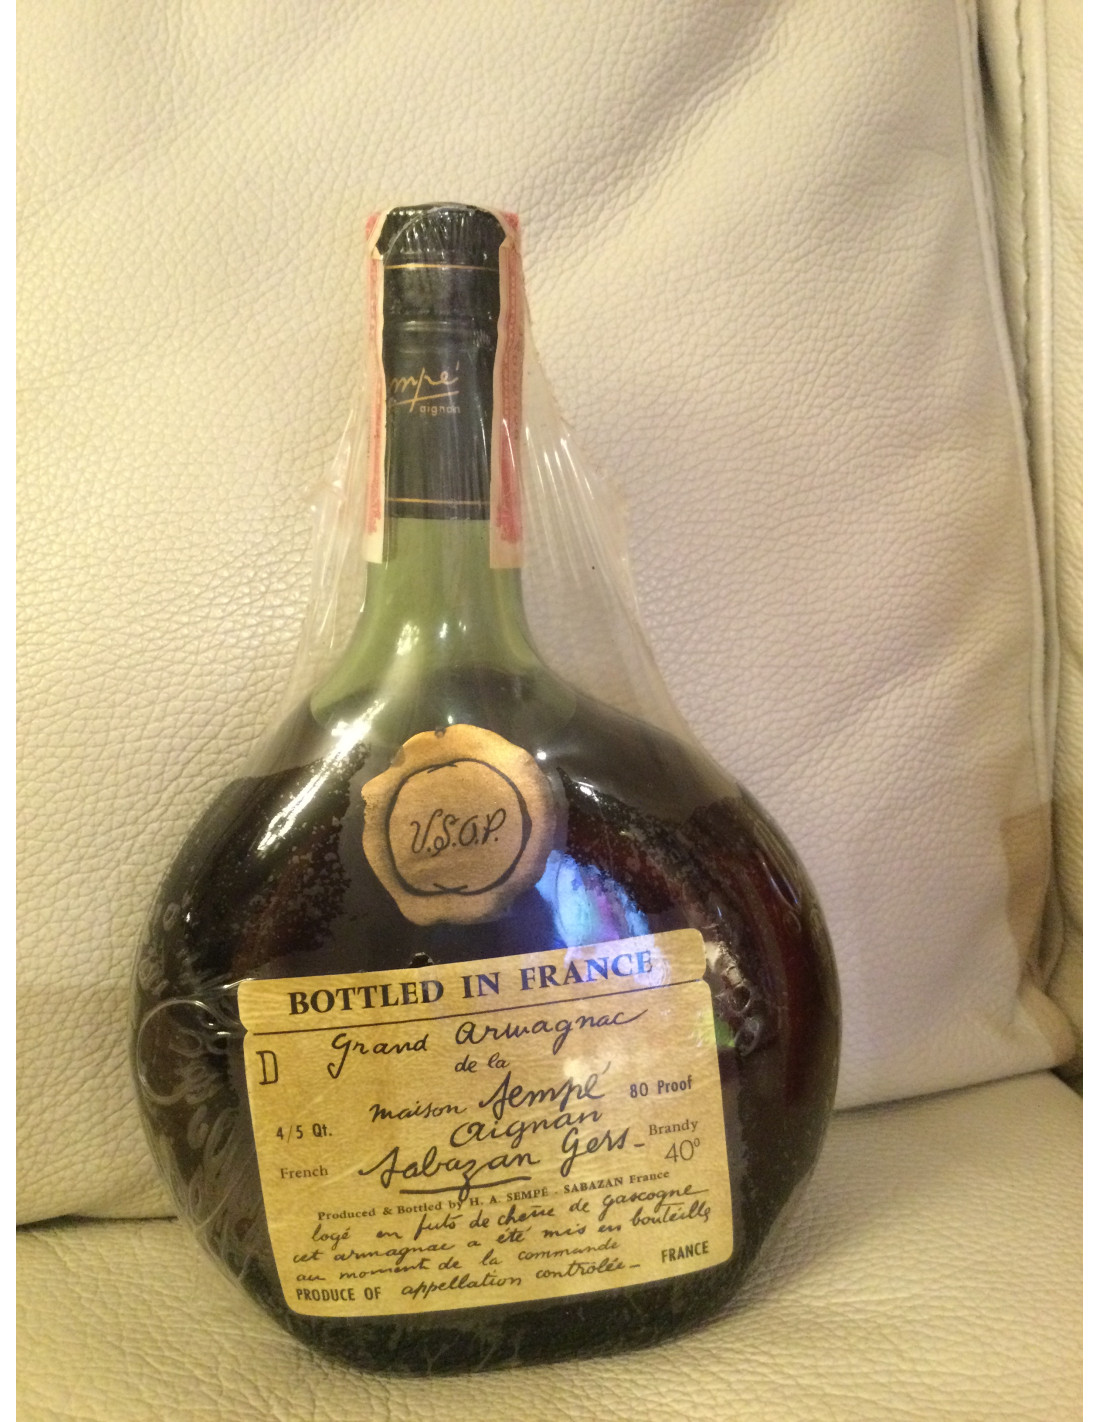 mpé
aignan
V.S.O.P.
BOTTLED IN FRANCE
D
Grand Armagnac
de la
maison Sempé
80 Proof
4/5 Qt.
Aignan
French
Sabazan Gers
Brandy
40°
Produced & Bottled by H. A. SEMPÉ - SABAZAN France
logé en futs de chêne de gascogne
cet armagnac a été mis en bouteille
au moment de la commande
PRODUCE OF appellation contrôlée - FRANCE